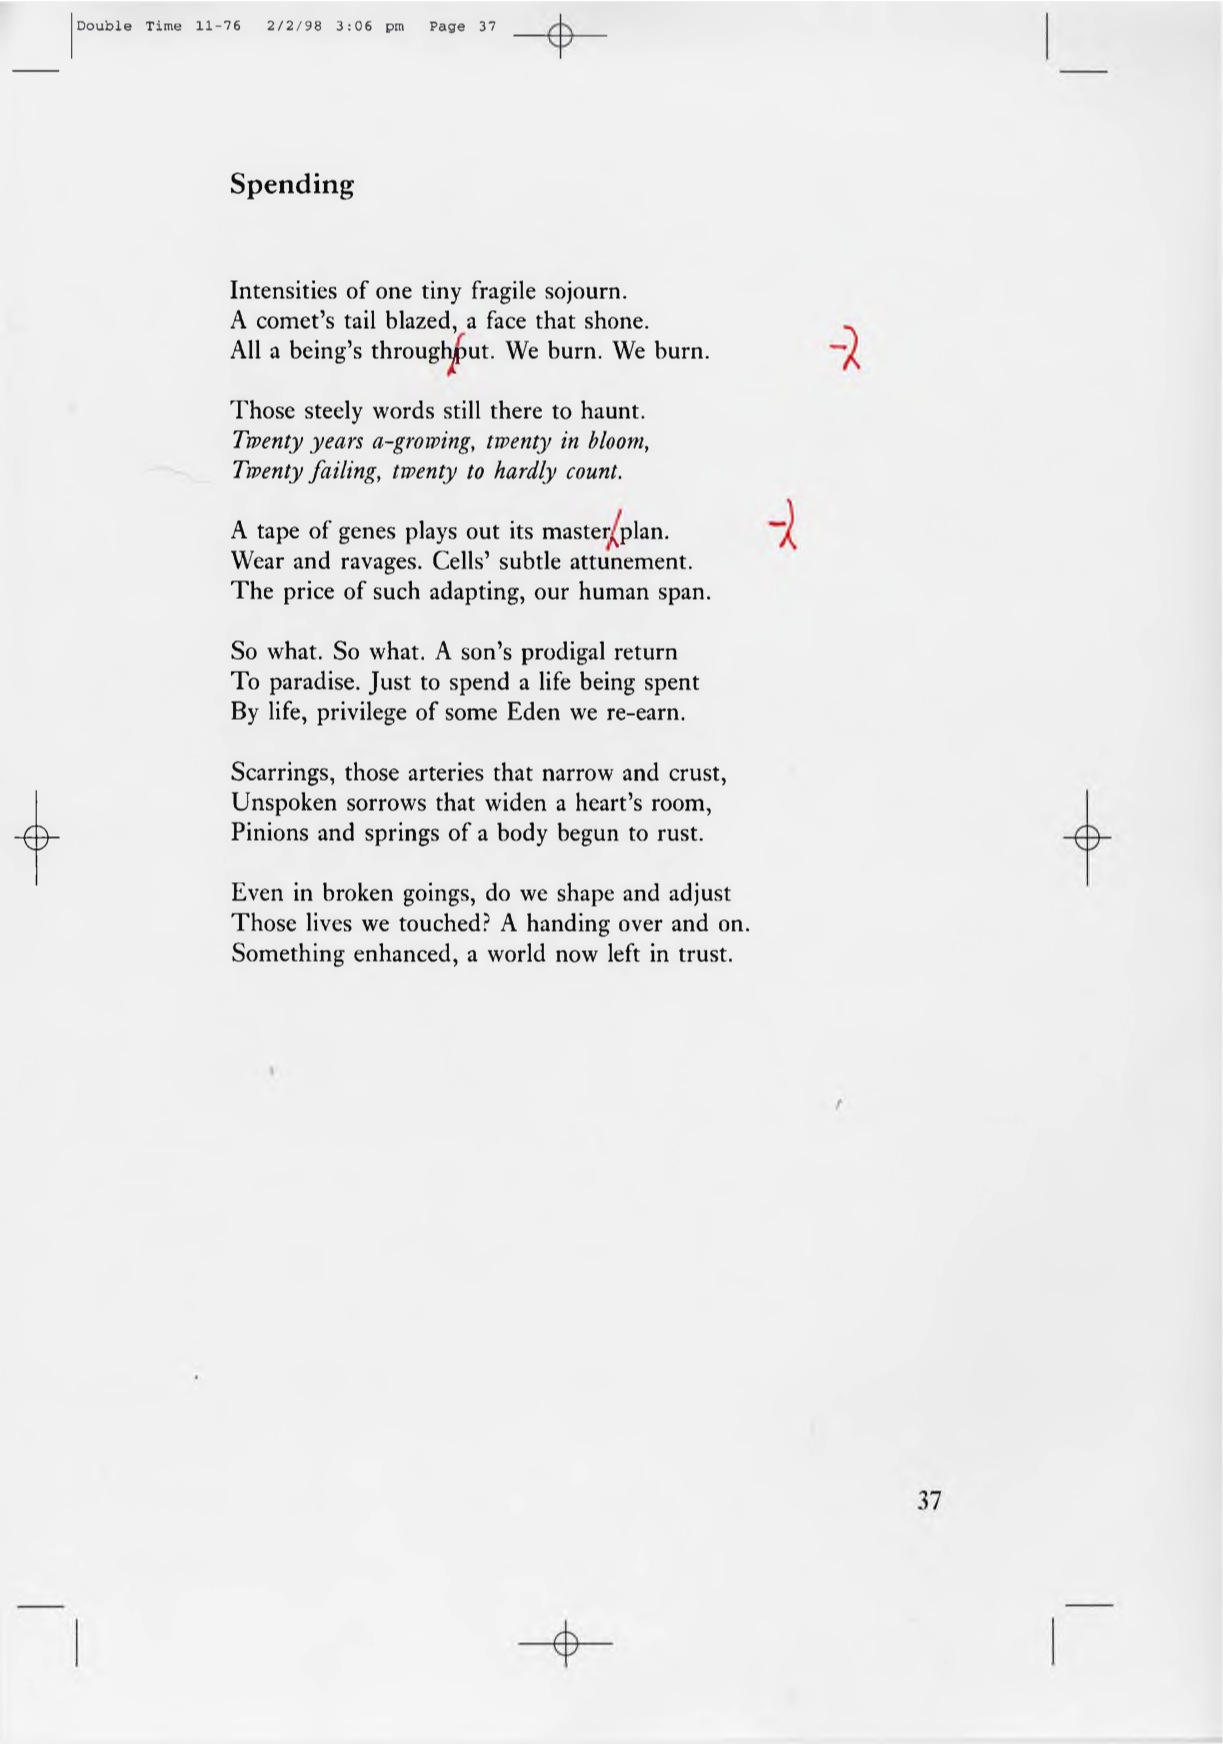 Double Time 11-76 2/2/98 3:06 pm Page 37
Spending
Intensities of one tiny fragile sojourn.
A comet's tail blazed, a face that shone.
All a being's throughput. We burn. We burn.
Those steely words still there to haunt.
Twenty years a-growing, twenty in bloom,
Twenty failing, twenty to hardly count.
A tape of genes plays out its master plan.
Wear and ravages. Cells' subtle attunement.
The price of such adapting, our human span.
So what. So what. A son's prodigal return
To paradise. Just to spend a life being spent
By life, privilege of some Eden we re-earn.
Scarrings, those arteries that narrow and crust,
Unspoken sorrows that widen a heart's room,
Pinions and springs of a body begun to rust.
Even in broken goings, do we shape and adjust
Those lives we touched? A handing over and on.
Something enhanced, a world now left in trust.
37